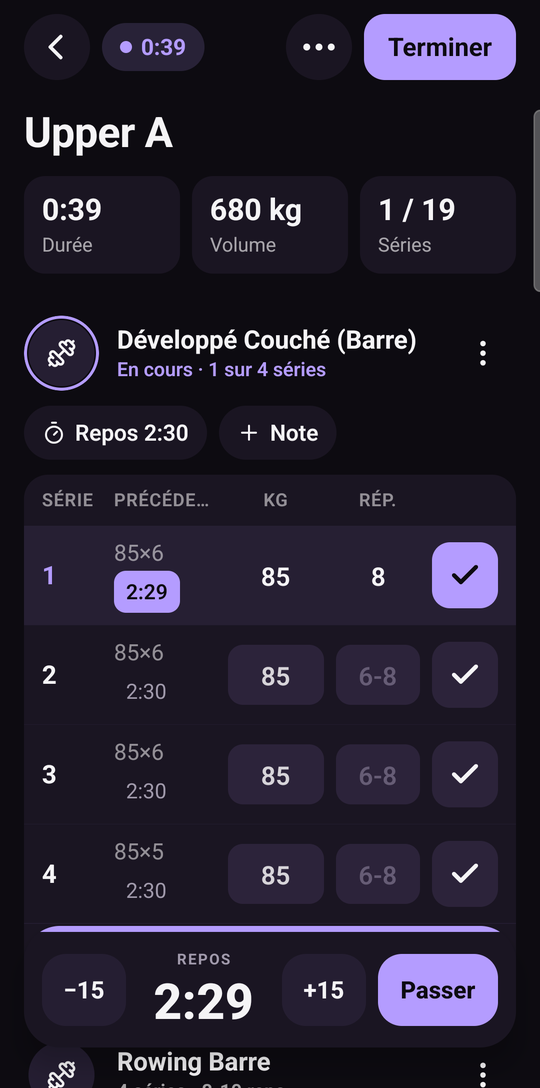 0:39
Terminer
Upper A
0:39
680 kg
1 / 19
Durée
Volume
Séries
Développé Couché (Barre)
En cours · 1 sur 4 séries
Repos 2:30
Note
SÉRIE PRÉCÉDE... KG RÉP.
85×6
1 85 8
2:29
85×6
2 85 6-8
2:30
85×6
3 85 6-8
2:30
85×5
4 85 6-8
2:30
REPOS
−15 2:29 +15 Passer
Rowing Barre